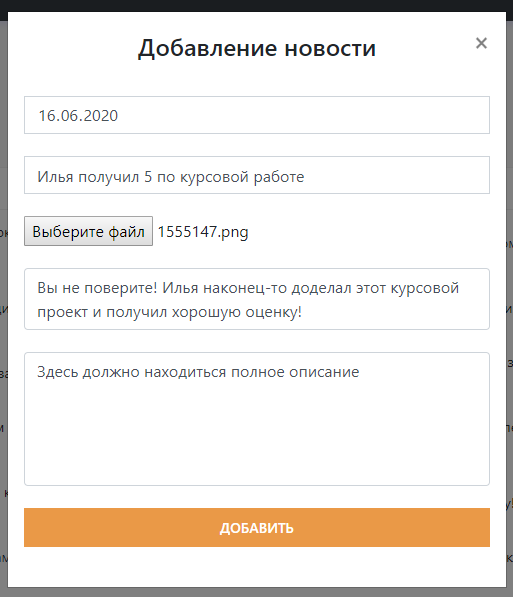 Добавление новости
×
16.06.2020
Илья получил 5 по курсовой работе
Выберите файл 1555147.png
Вы не поверите! Илья наконец-то доделал этот курсовой
проект и получил хорошую оценку!
Здесь должно находиться полное описание
ДОБАВИТЬ